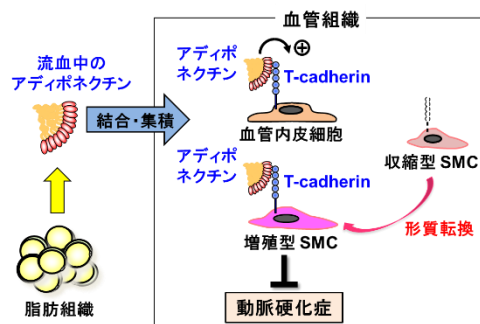 血管組織
流血中の
アディポネクチン
アディポ
ネクチン
⊕
T-cadherin
結合・集積
血管内皮細胞
アディポ
ネクチン
T-cadherin
収縮型 SMC
形質転換
増殖型 SMC
脂肪組織
動脈硬化症